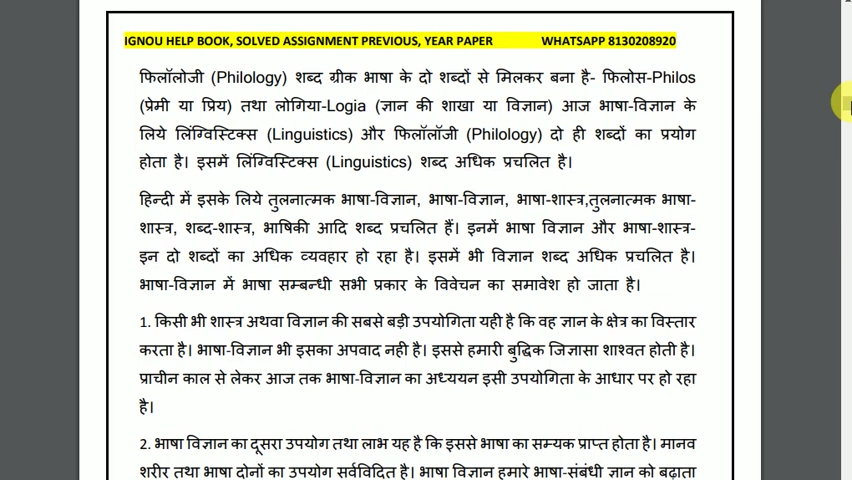 IGNOU HELP BOOK, SOLVED ASSIGNMENT PREVIOUS, YEAR PAPER WHATSAPP 8130208920
फिलॉलोजी (Philology) शब्द ग्रीक भाषा के दो शब्दों से मिलकर बना है- फिलोस-Philos
(प्रेमी या प्रिय) तथा लोगिया-Logia (ज्ञान की शाखा या विज्ञान) आज भाषा-विज्ञान के
लिये लिंग्विस्टिक्स (Linguistics) और फिलॉलॉजी (Philology) दो ही शब्दों का प्रयोग
होता है। इसमें लिंग्विस्टिक्स (Linguistics) शब्द अधिक प्रचलित है।
हिन्दी में इसके लिये तुलनात्मक भाषा-विज्ञान, भाषा-विज्ञान, भाषा-शास्त्र,तुलनात्मक भाषा-
शास्त्र, शब्द-शास्त्र, भाषिकी आदि शब्द प्रचलित हैं। इनमें भाषा विज्ञान और भाषा-शास्त्र-
इन दो शब्दों का अधिक व्यवहार हो रहा है। इसमें भी विज्ञान शब्द अधिक प्रचलित है।
भाषा-विज्ञान में भाषा सम्बन्धी सभी प्रकार के विवेचन का समावेश हो जाता है।
1. किसी भी शास्त्र अथवा विज्ञान की सबसे बड़ी उपयोगिता यही है कि वह ज्ञान के क्षेत्र का विस्तार
करता है। भाषा-विज्ञान भी इसका अपवाद नही है। इससे हमारी बुद्धिक जिज्ञासा शाश्वत होती है।
प्राचीन काल से लेकर आज तक भाषा-विज्ञान का अध्ययन इसी उपयोगिता के आधार पर हो रहा
है।
2. भाषा विज्ञान का दूसरा उपयोग तथा लाभ यह है कि इससे भाषा का सम्यक प्राप्त होता है। मानव
शरीर तथा भाषा दोनों का उपयोग सर्वविदित है। भाषा विज्ञान हमारे भाषा-संबंधी ज्ञान को बढ़ाता